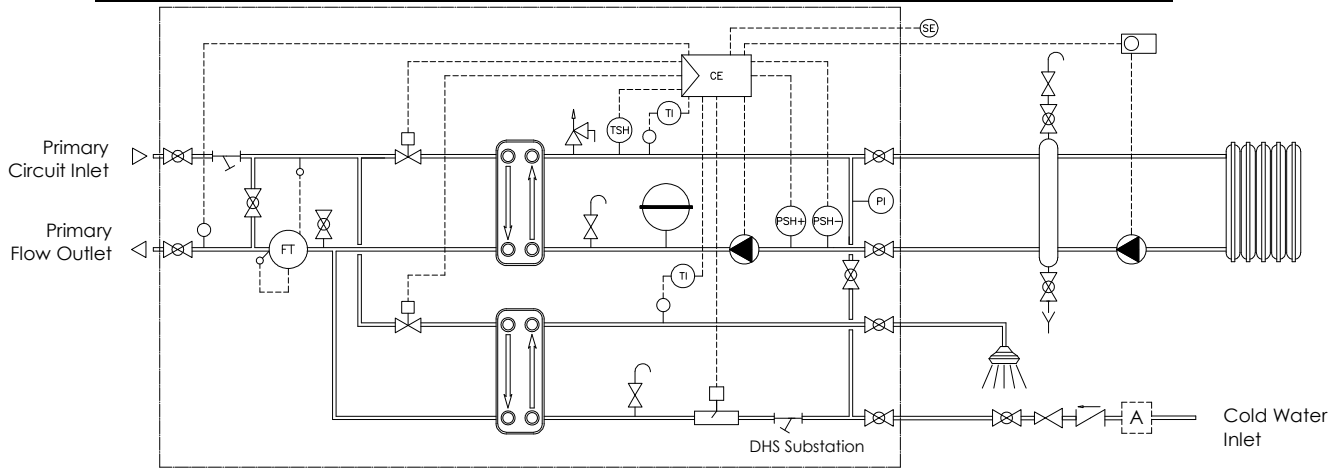 SE
CE
TI
TSH
Primary
Circuit Inlet
PI
PSH+
PSH-
Primary
Flow Outlet
FT
TI
A
Cold Water
Inlet
DHS Substation